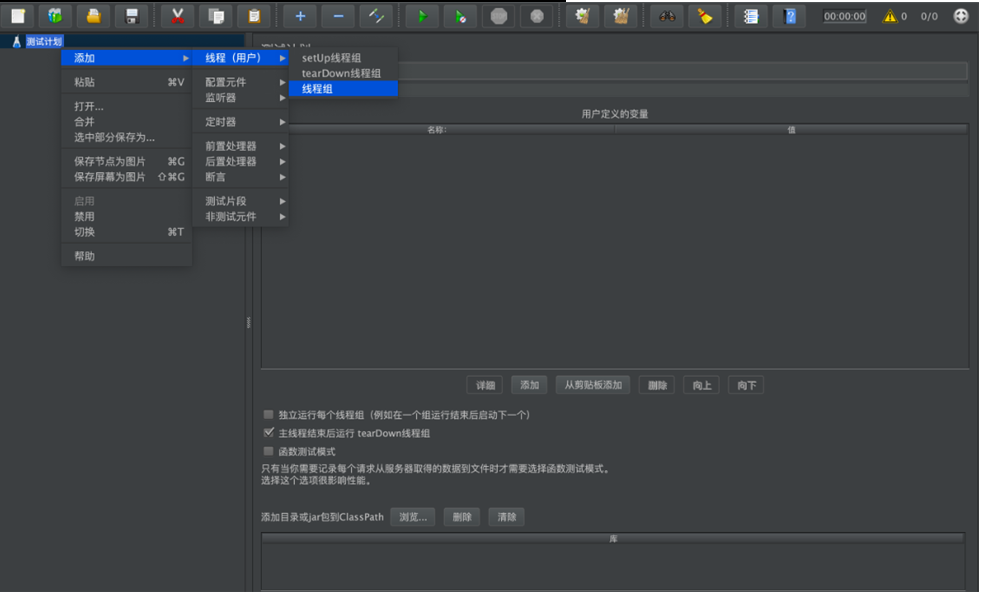 00:00:00
0
0/0
测试计划
添加
线程（用户）
setUp线程组
tearDown线程组
线程组
粘贴 ⌘V
打开...
合并
选中部分保存为...
保存节点为图片 ⌘G
保存屏幕为图片 ⇧⌘G
启用
禁用
切换 ⌘T
帮助
配置元件
监听器
定时器
前置处理器
后置处理器
断言
测试片段
非测试元件
用户定义的变量
名称: 值
详细 添加 从剪贴板添加 删除 向上 向下
独立运行每个线程组（例如在一个组运行结束后启动下一个）
主线程结束后运行 tearDown线程组
函数测试模式
只有当你需要记录每个请求从服务器取得的数据到文件时才需要选择函数测试模式。
选择这个选项很影响性能。
添加目录或jar包到ClassPath 浏览... 删除 清除
库